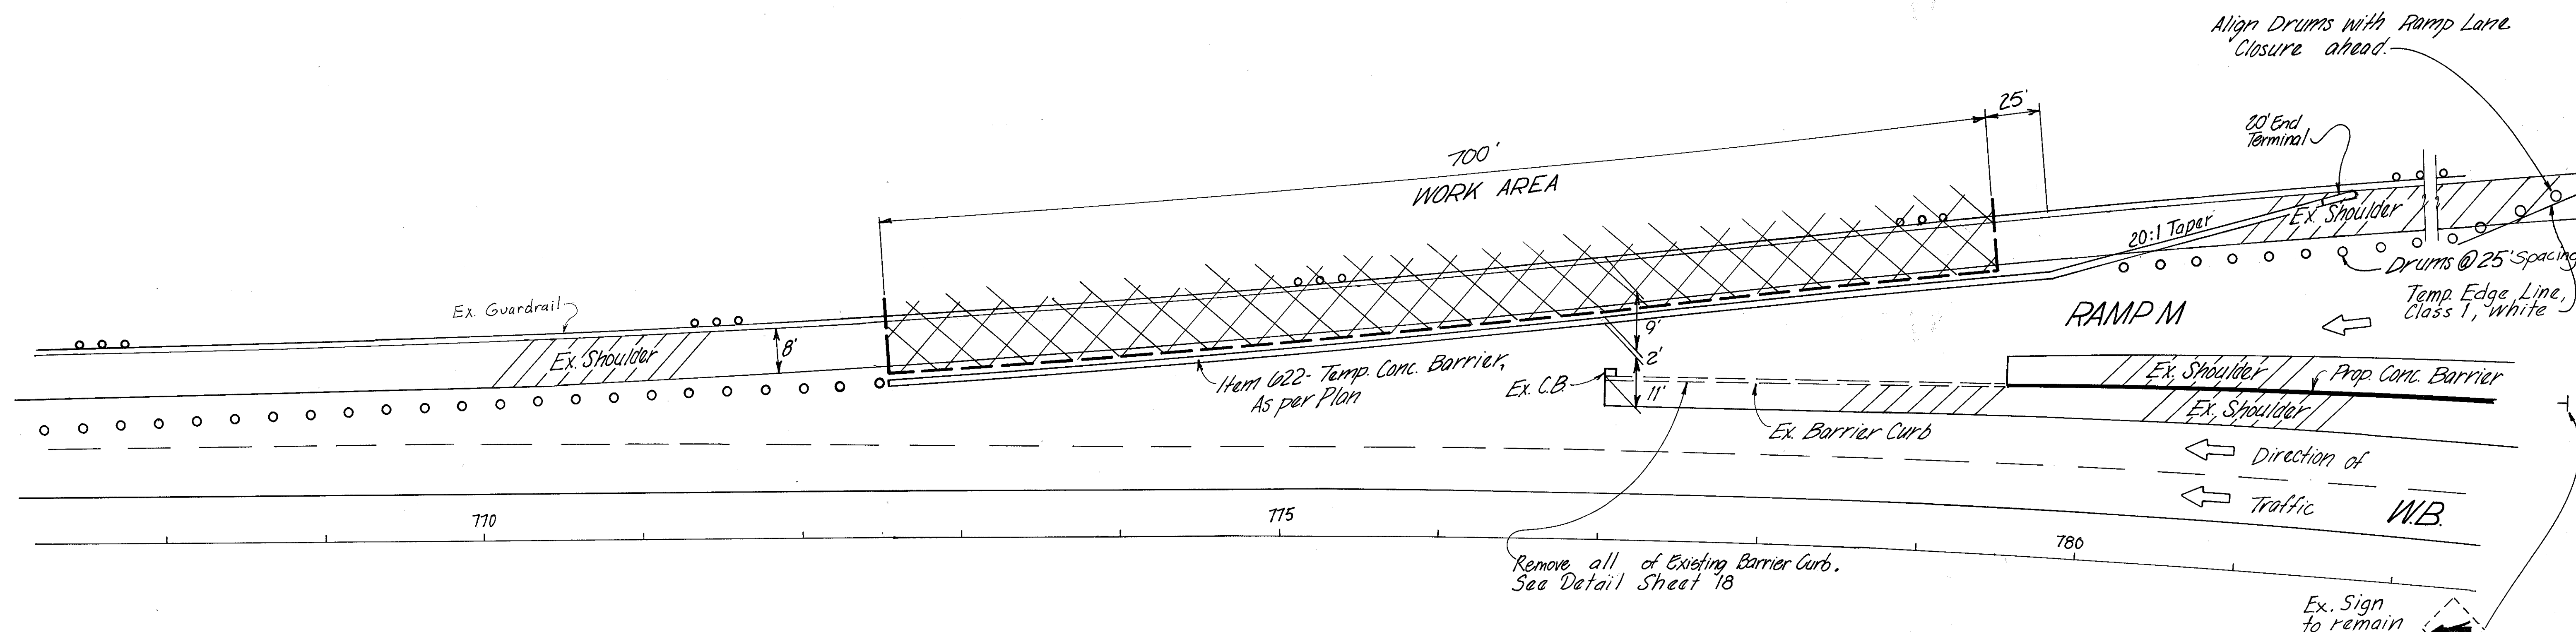 Align Drums with Ramp Lane
Closure ahead.
25'
20' End
Terminal
700'
WORK AREA
Ex. Shoulder
20:1 Taper
Drums @ 25' Spacing
Temp. Edge Line,
Class 1, White
RAMP M
Ex. Guardrail
8'
Ex. Shoulder
9'
2'
11'
Item 622- Temp. Conc. Barrier,
As per Plan
Ex. C.B.
Ex. Shoulder
Prop. Conc. Barrier
Ex. Shoulder
Ex. Barrier Curb
Direction of
Traffic
W.B.
770
775
780
Remove all of Existing Barrier Curb.
See Detail Sheet 18
Ex. Sign
to remain